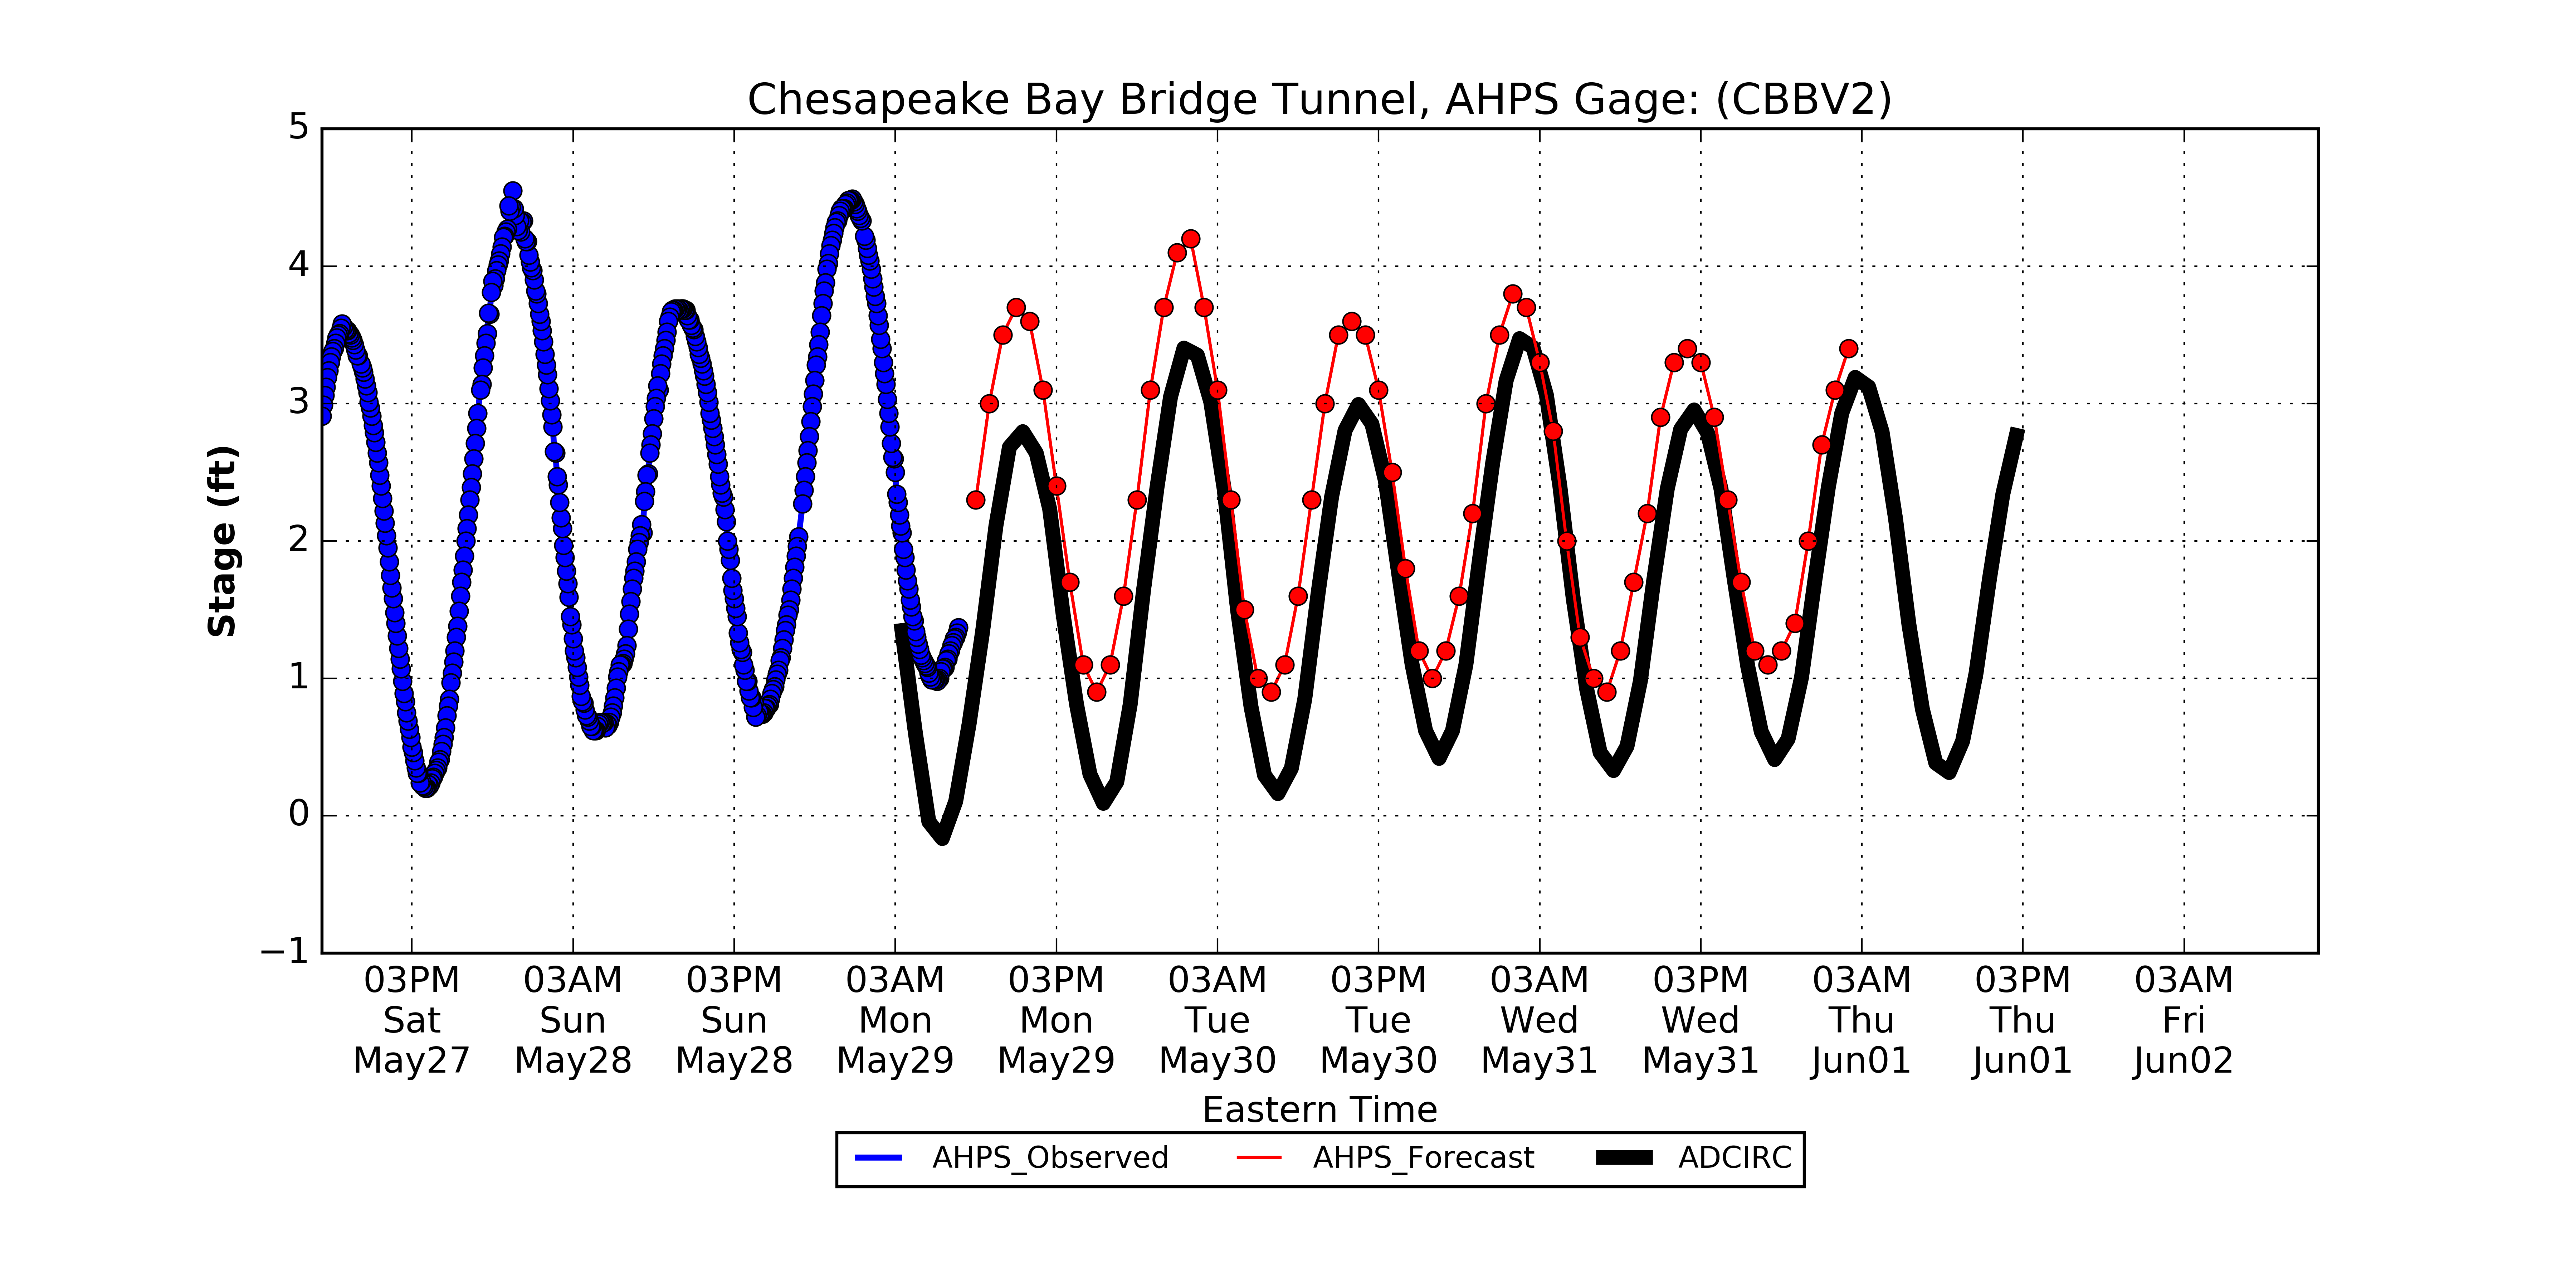 Chesapeake Bay Bridge Tunnel, AHPS Gage: (CBBV2)
5
4
3
2
1
0
−1
Stage (ft)
03PM 03AM 03PM 03AM 03PM 03AM 03PM 03AM 03PM 03AM 03PM 03AM
Sat Sun Sun Mon Mon Tue Tue Wed Wed Thu Thu Fri
May27 May28 May28 May29 May29 May30 May30 May31 May31 Jun01 Jun01 Jun02
Eastern Time
AHPS_Observed AHPS_Forecast ADCIRC